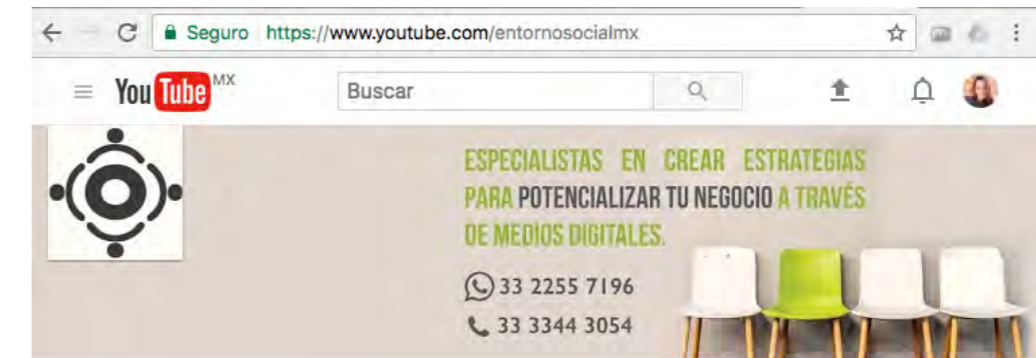 Seguro https://www.youtube.com/entornosocialmx
YouTube MX
Buscar
ESPECIALISTAS EN CREAR ESTRATEGIAS
PARA POTENCIALIZAR TU NEGOCIO A TRAVÉS
DE MEDIOS DIGITALES.
33 2255 7196
33 3344 3054